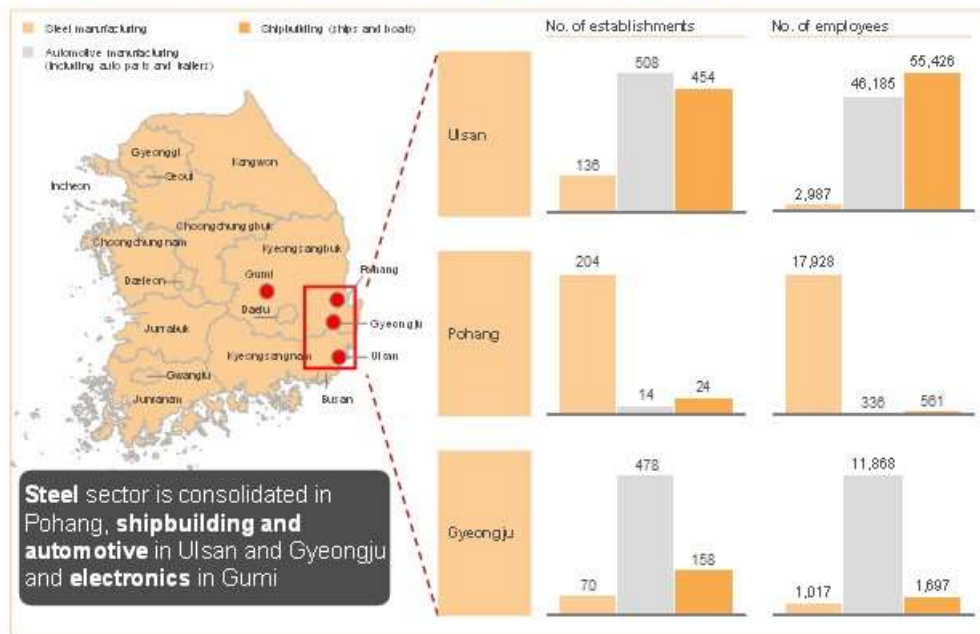 Steel manufacturing
Shipbuilding (ships and boats)
Automotive manufacturing
(including auto parts and trailers)
No. of establishments
No. of employees
Gyeonggi
Seoul
Kangwon
Incheon
Choongchungbuk
Choongchungnam
Kyeongsangbuk
Gumi
Pohang
Daejeon
Daegu
Gyeongju
Junrabuk
Kyeongsangnam
Ulsan
Gwangju
Busan
Junranam
Ulsan
136
508
454
2,987
46,185
55,426
Pohang
204
14
24
17,928
336
561
Gyeongju
70
478
158
1,017
11,868
1,697
Steel sector is consolidated in
Pohang, shipbuilding and
automotive in Ulsan and Gyeongju
and electronics in Gumi